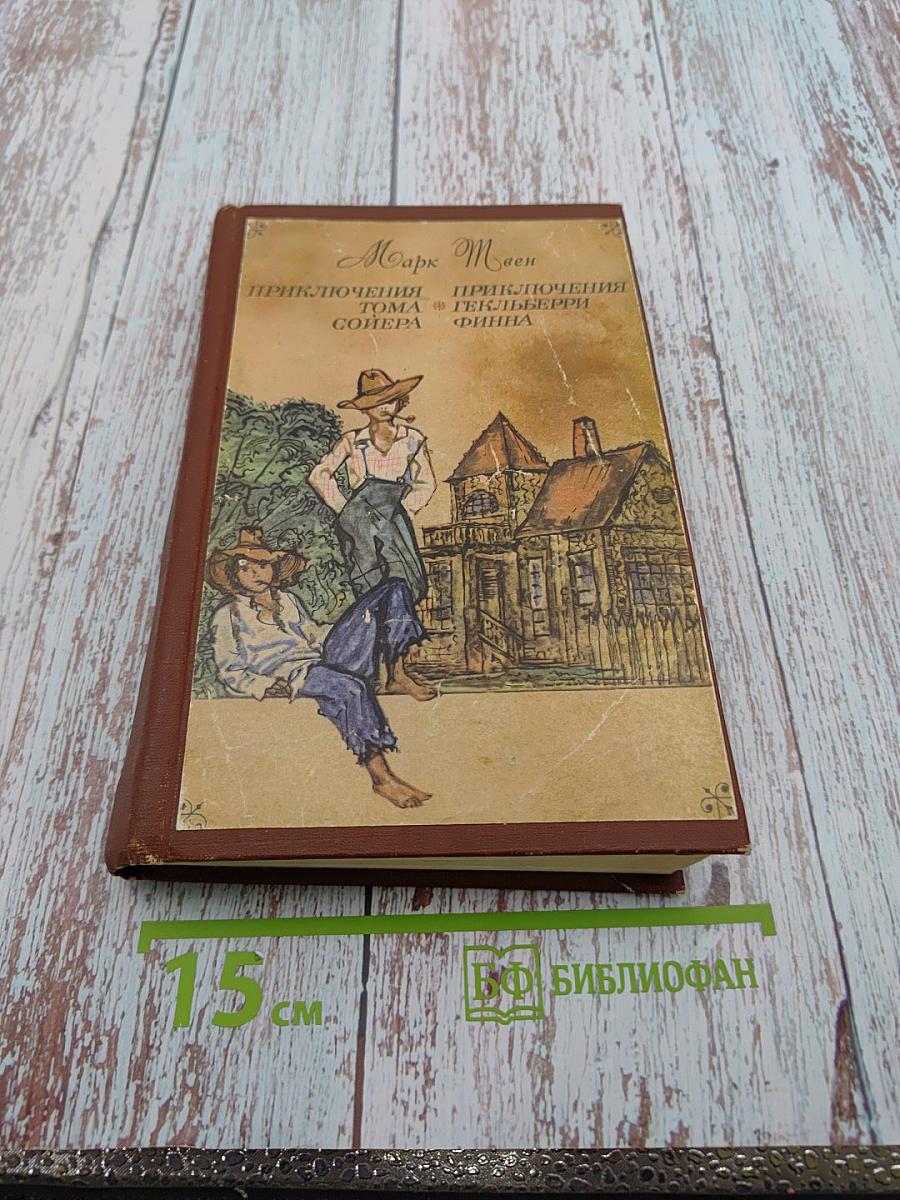 Марк Твен
ПРИКЛЮЧЕНИЯ
ТОМА
СОЙЕРА
ПРИКЛЮЧЕНИЯ
ГЕКЛЬБЕРРИ
ФИННА
15 см
БФ БИБЛИОФАН